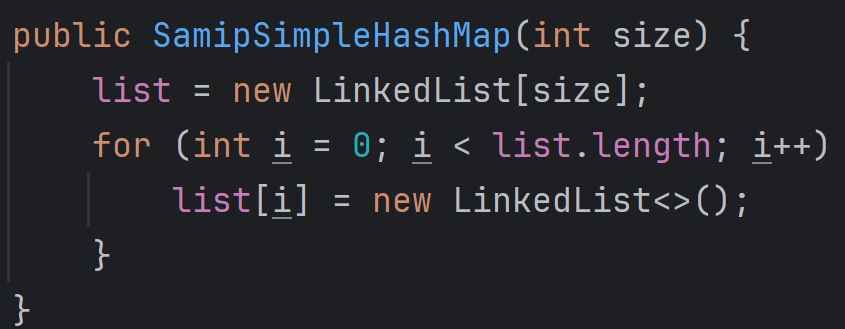 public SamipSimpleHashMap(int size) {
    list = new LinkedList[size];
    for (int i = 0; i < list.length; i++)
        list[i] = new LinkedList<>();
    }
}